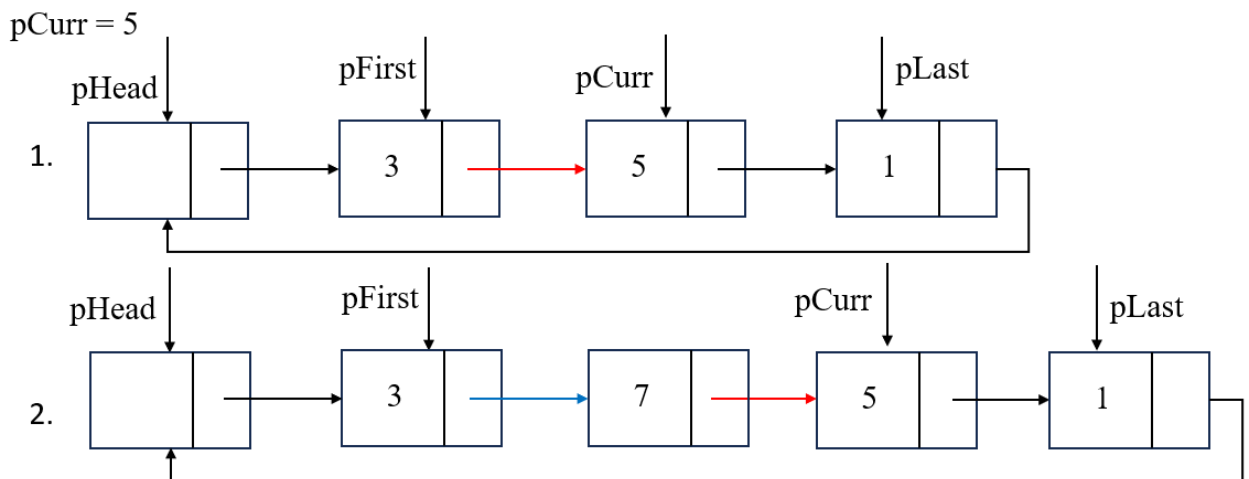 pCurr = 5
pHead pFirst pCurr pLast
1. 3 5 1
pHead pFirst pCurr pLast
2. 3 7 5 1